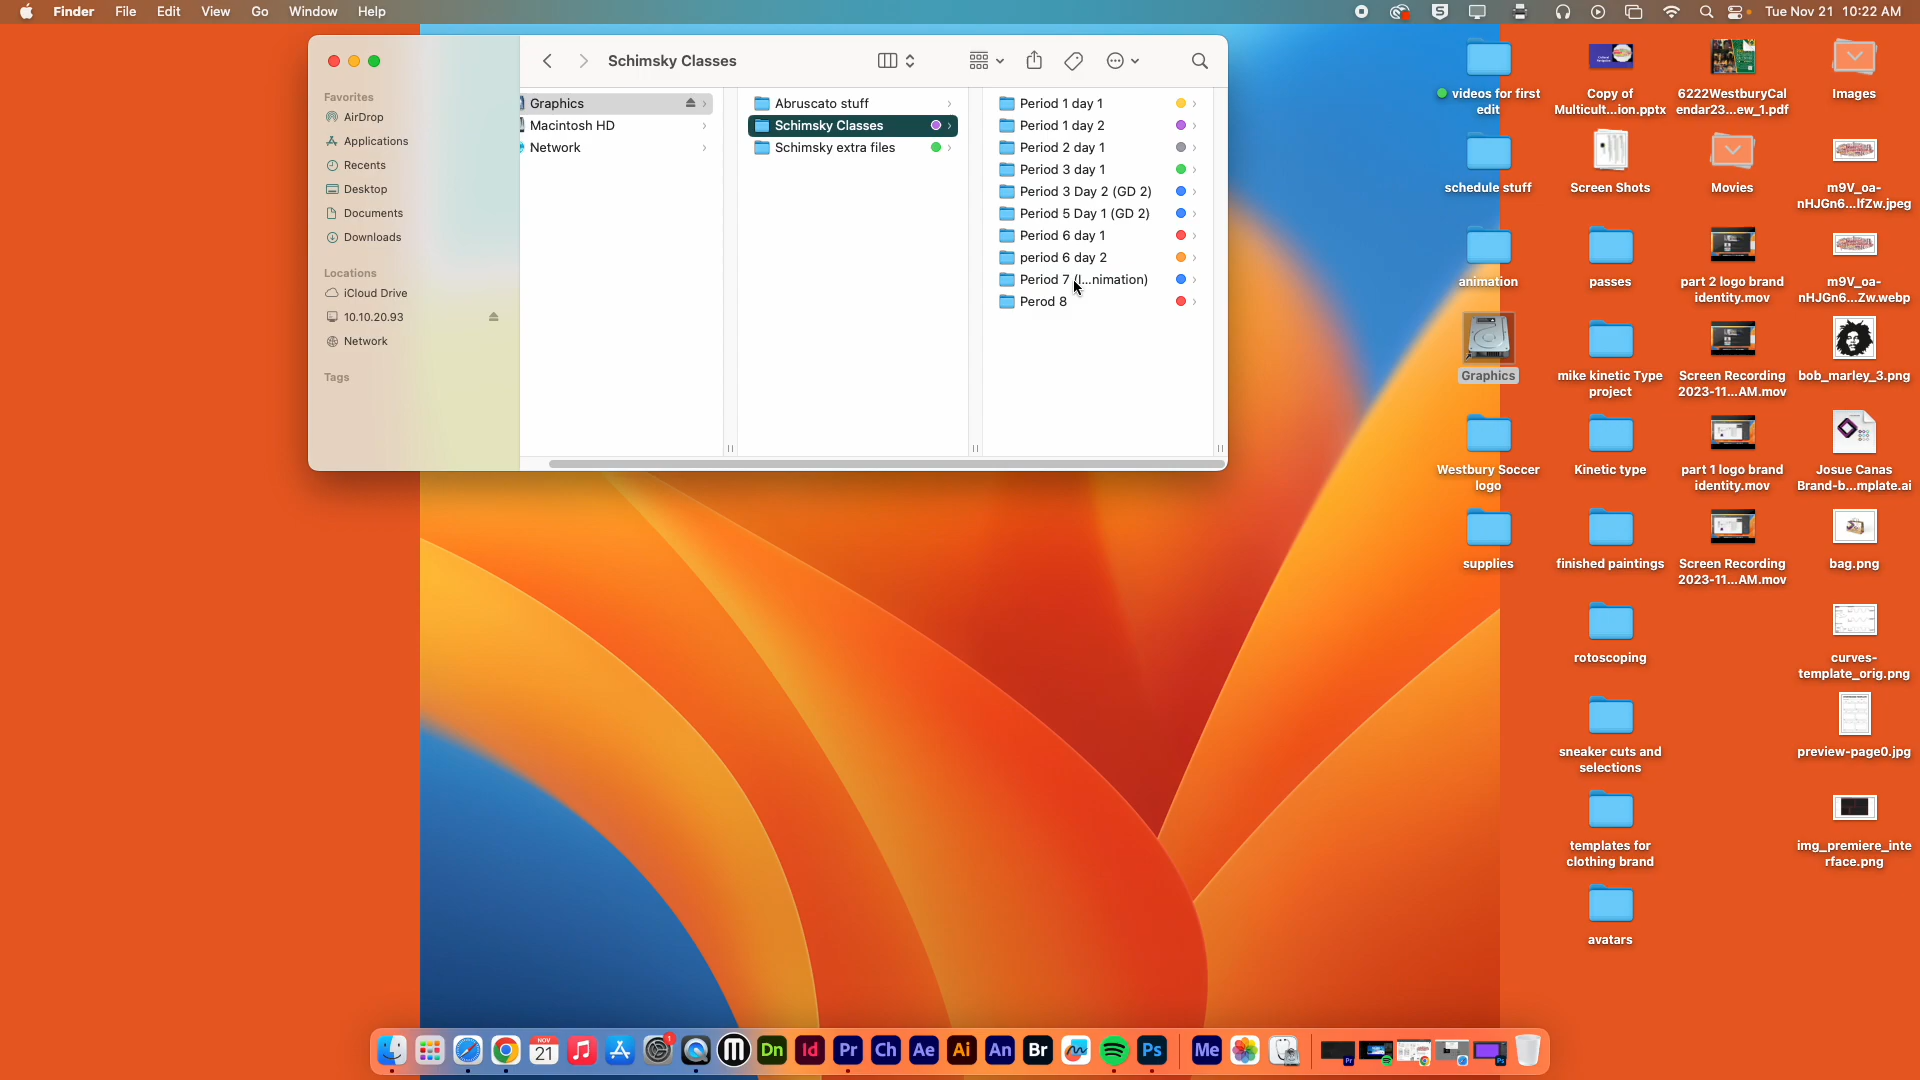 Finder File Edit View Go Window Help
Tue Nov 21 10:22 AM
Schimsky Classes
Favorites
AirDrop
Applications
Recents
Desktop
Documents
Downloads
Locations
iCloud Drive
10.10.20.93
Network
Tags
Graphics
Macintosh HD
Network
Abruscato stuff
Schimsky Classes
Schimsky extra files
Period 1 day 1
Period 1 day 2
Period 2 day 1
Period 3 day 1
Period 3 Day 2 (GD 2)
Period 5 Day 1 (GD 2)
Period 6 day 1
period 6 day 2
Period 7 (I...nimation)
Perod 8
videos for first
edit
schedule stuff
animation
Graphics
Westbury Soccer
logo
supplies
Copy of
Multicult...ion.pptx
Screen Shots
passes
mike kinetic Type
project
Kinetic type
finished paintings
rotoscoping
sneaker cuts and
selections
templates for
clothing brand
avatars
6222WestburyCal
endar23...ew_1.pdf
Movies
part 2 logo brand
identity.mov
Screen Recording
2023-11...AM.mov
part 1 logo brand
identity.mov
Screen Recording
2023-11...AM.mov
Images
m9V_oa-
nHJGn6...lfZw.jpeg
m9V_oa-
nHJGn6...Zw.webp
bob_marley_3.png
Josue Canas
Brand-b...mplate.ai
bag.png
curves-
template_orig.png
preview-page0.jpg
img_premiere_inte
rface.png
NOV
21
1
Dn Id Pr Ch Ae Ai An Br Ps Me